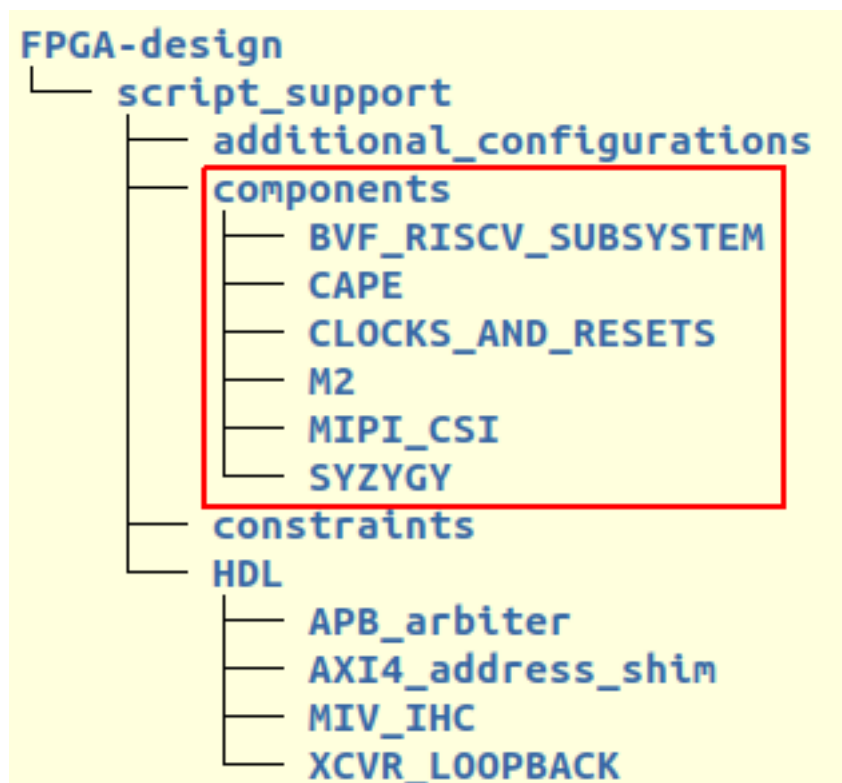 FPGA-design
script_support
additional_configurations
components
BVF_RISCV_SUBSYSTEM
CAPE
CLOCKS_AND_RESETS
M2
MIPI_CSI
SYZYGY
constraints
HDL
APB_arbiter
AXI4_address_shim
MIV_IHC
XCVR_LOOPBACK